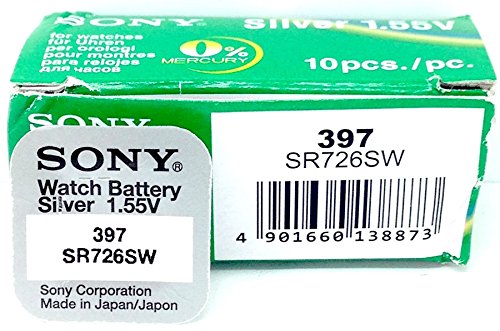 SONY
Silver 1.55V
for watches
für Uhren
per orologi
pour montres
para relojes
для часов
0%
MERCURY
10pcs./pc.
SONY
397
SR726SW
4 901660 138873
SONY®
Watch Battery
Silver 1.55V
397
SR726SW
Sony Corporation
Made in Japan/Japon